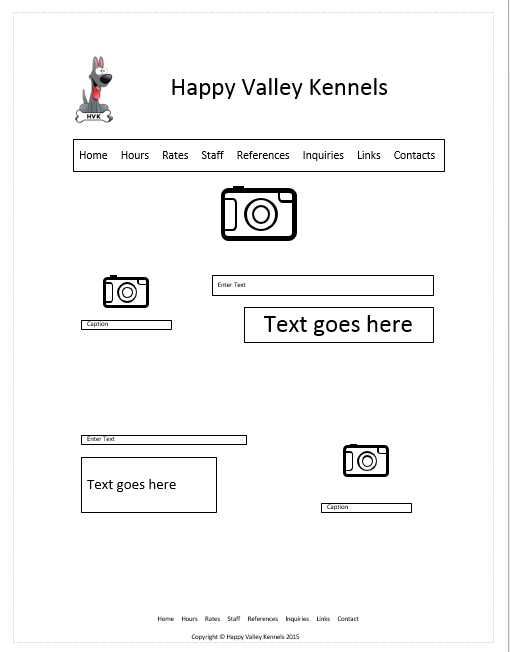 Happy Valley Kennels
HVK
Home Hours Rates Staff References Inquiries Links Contacts
Enter Text
Caption
Text goes here
Enter Text
Text goes here
Caption
Home Hours Rates Staff References Inquiries Links Contact
Copyright © Happy Valley Kennels 2015